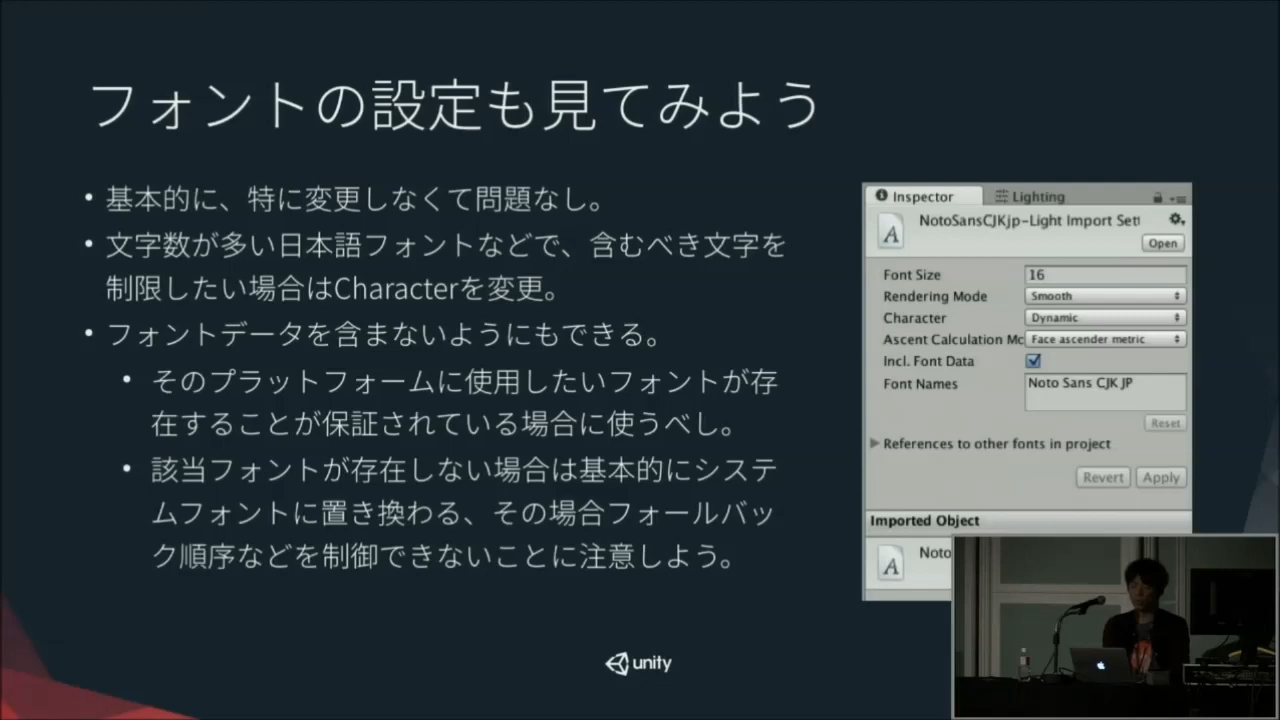 フォントの設定も見てみよう
• 基本的に、特に変更しなくて問題なし。
• 文字数が多い日本語フォントなどで、含むべき文字を
制限したい場合はCharacterを変更。
• フォントデータを含まないようにもできる。
• そのプラットフォームに使用したいフォントが存
在することが保証されている場合に使うべし。
• 該当フォントが存在しない場合は基本的にシステ
ムフォントに置き換わる、その場合フォールバッ
ク順序などを制御できないことに注意しよう。
Inspector Lighting
NotoSansCJKjp-Light Import Set
Open
Font Size 16
Rendering Mode Smooth
Character Dynamic
Ascent Calculation Mc Face ascender metric
Incl. Font Data
Font Names Noto Sans CJK JP
Reset
References to other fonts in project
Revert Apply
Imported Object
Noto
unity